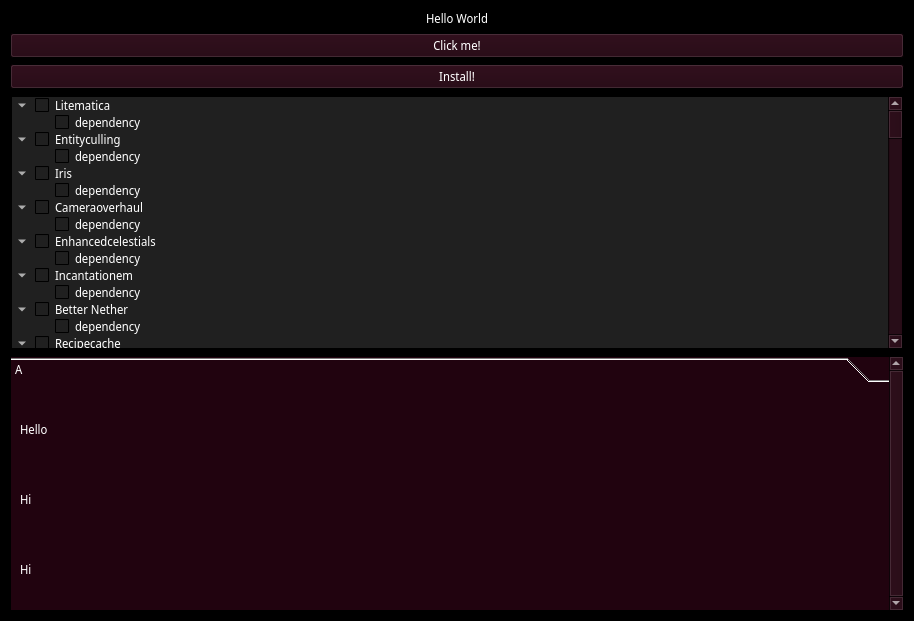 Hello World
Click me!
Install!
Litematica
dependency
Entityculling
dependency
Iris
dependency
Cameraoverhaul
dependency
Enhancedcelestials
dependency
Incantationem
dependency
Better Nether
dependency
Recipecache
A
Hello
Hi
Hi